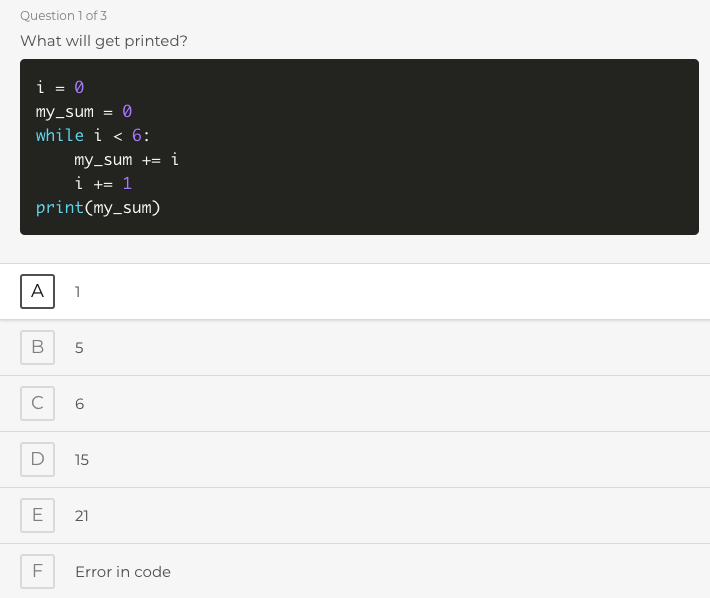 Question 1 of 3
What will get printed?
i = 0
my_sum = 0
while i < 6:
    my_sum += i
    i += 1
print(my_sum)
A 1
B 5
C 6
D 15
E 21
F Error in code